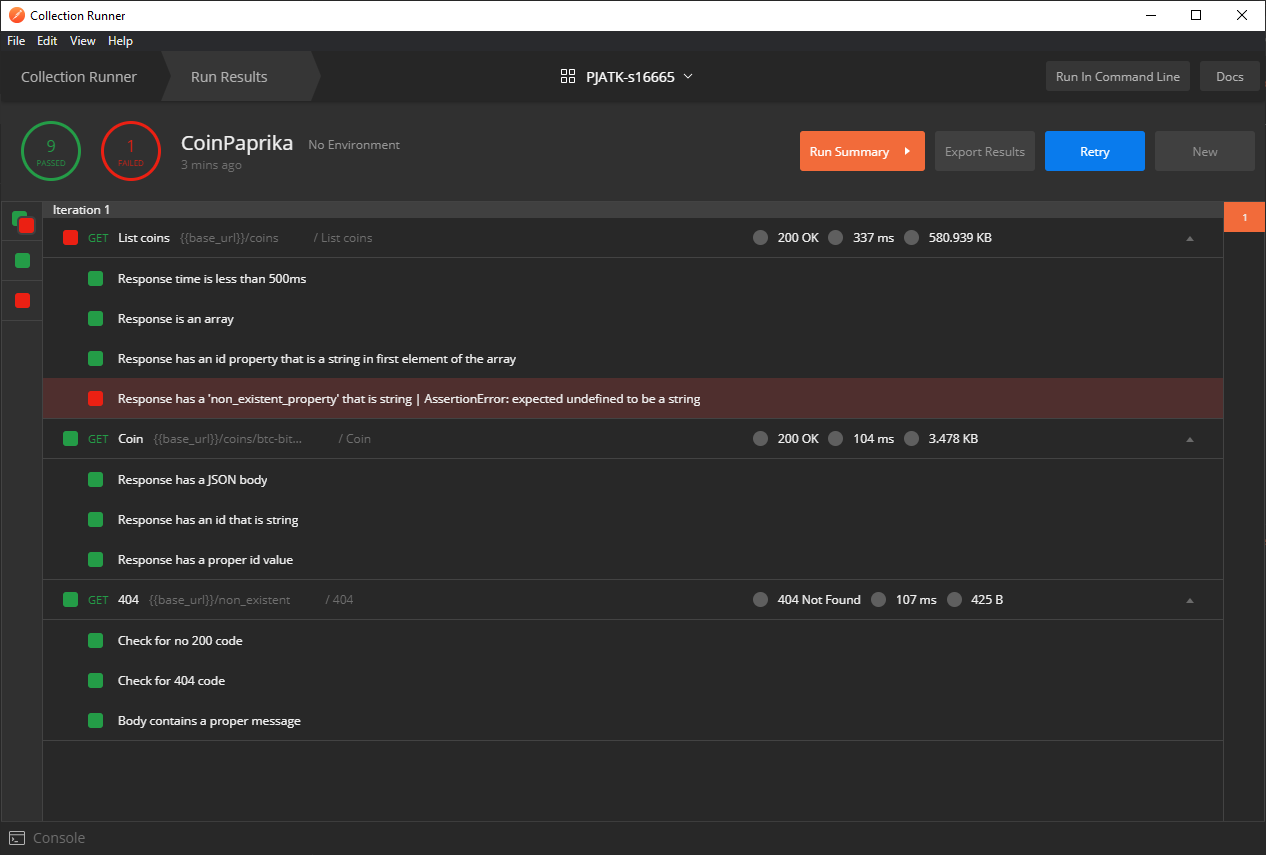 Collection Runner
File Edit View Help
Collection Runner Run Results PJATK-s16665 Run In Command Line Docs
9 PASSED
1 FAILED
CoinPaprika No Environment
3 mins ago
Run Summary Export Results Retry New
Iteration 1
1
GET List coins {{base_url}}/coins / List coins 200 OK 337 ms 580.939 KB
Response time is less than 500ms
Response is an array
Response has an id property that is a string in first element of the array
Response has a 'non_existent_property' that is string | AssertionError: expected undefined to be a string
GET Coin {{base_url}}/coins/btc-bit... / Coin 200 OK 104 ms 3.478 KB
Response has a JSON body
Response has an id that is string
Response has a proper id value
GET 404 {{base_url}}/non_existent / 404 404 Not Found 107 ms 425 B
Check for no 200 code
Check for 404 code
Body contains a proper message
Console